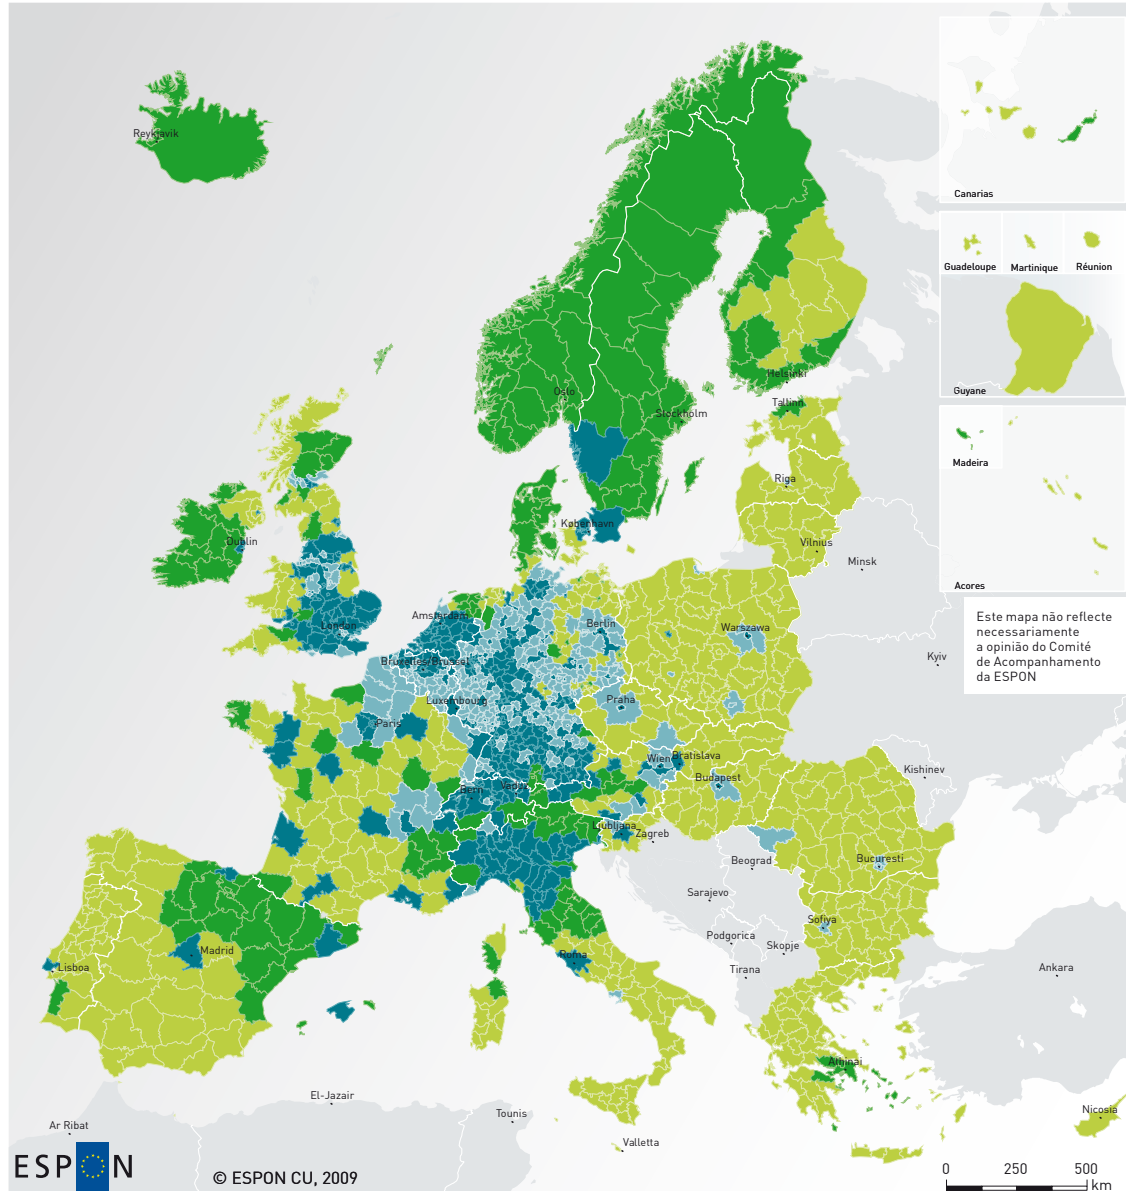 Reykjavik
Canarias
Guadeloupe
Martinique
Réunion
Guyane
Madeira
Acores
Este mapa não reflecte
necessariamente
a opinião do Comité
de Acompanhamento
da ESPON
Oslo
Stockholm
Helsinki
Tallinn
Riga
Vilnius
Minsk
København
Dublin
London
Amsterdam
Berlin
Warszawa
Kyiv
Bruxelles/Brussel
Luxembourg
Praha
Paris
Wien
Bratislava
Budapest
Kishinev
Bern
Vaduz
Ljubljana
Zagreb
Beograd
Bucuresti
Sarajevo
Sofiya
Podgorica
Skopje
Tirana
Madrid
Lisboa
Roma
Ankara
Athinai
Nicosia
El-Jazair
Tounis
Ar Ribat
Valletta
ESPON
© ESPON CU, 2009
0 250 500
km